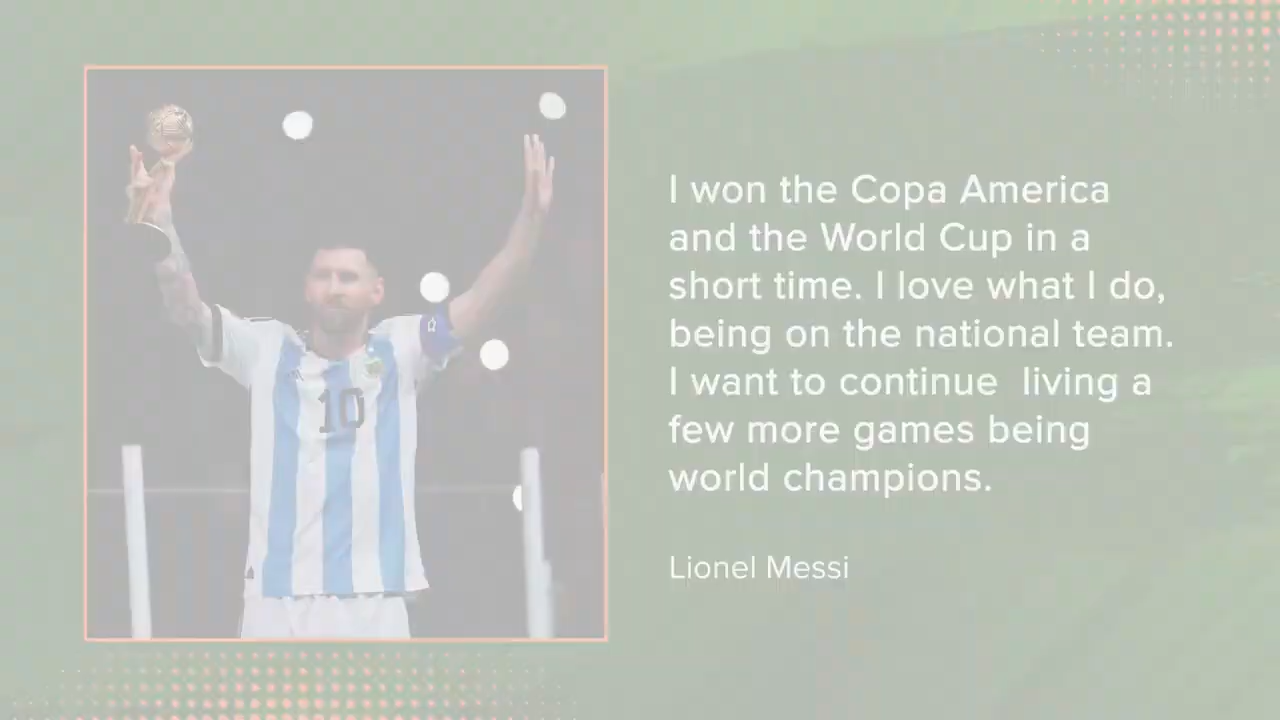 I won the Copa America
and the World Cup in a
short time. I love what I do,
being on the national team.
I want to continue  living a
few more games being
world champions.
Lionel Messi
10